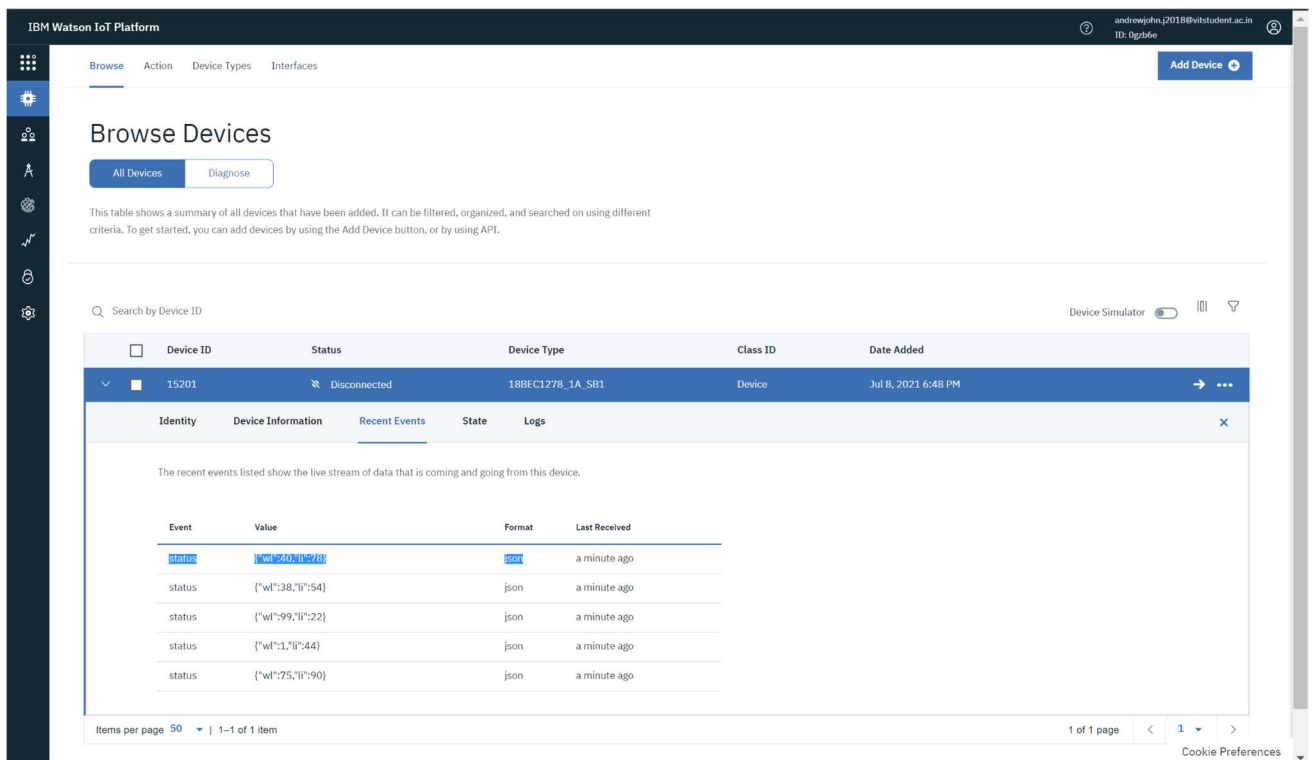 IBM Watson IoT Platform
andrewjohn.j2018@vitstudent.ac.in
ID: 0gzb6e
Browse Action Device Types Interfaces
Add Device
Browse Devices
All Devices Diagnose
This table shows a summary of all devices that have been added. It can be filtered, organized, and searched on using different
criteria. To get started, you can add devices by using the Add Device button, or by using API.
Search by Device ID
Device Simulator
Device ID Status Device Type Class ID Date Added
15201 Disconnected 18BEC1278_1A_SB1 Device Jul 8, 2021 6:48 PM
Identity Device Information Recent Events State Logs
The recent events listed show the live stream of data that is coming and going from this device.
Event Value Format Last Received
status {"wl":40,"li":78} json a minute ago
status {"wl":38,"li":54} json a minute ago
status {"wl":99,"li":22} json a minute ago
status {"wl":1,"li":44} json a minute ago
status {"wl":75,"li":90} json a minute ago
Items per page 50 | 1–1 of 1 item
1 of 1 page 1
Cookie Preferences